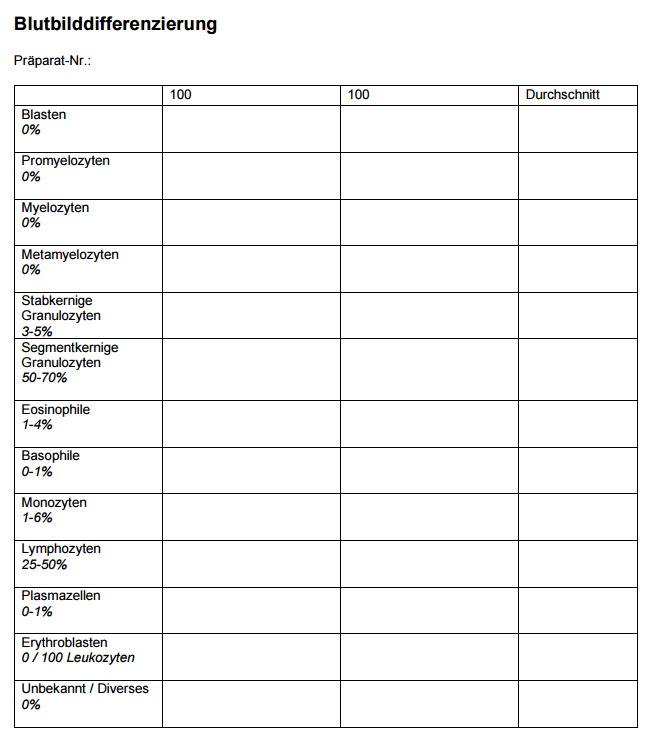 Blutbilddifferenzierung
Präparat-Nr.:
100 100 Durchschnitt
Blasten
0%
Promyelozyten
0%
Myelozyten
0%
Metamyelozyten
0%
Stabkernige
Granulozyten
3-5%
Segmentkernige
Granulozyten
50-70%
Eosinophile
1-4%
Basophile
0-1%
Monozyten
1-6%
Lymphozyten
25-50%
Plasmazellen
0-1%
Erythroblasten
0 / 100 Leukozyten
Unbekannt / Diverses
0%